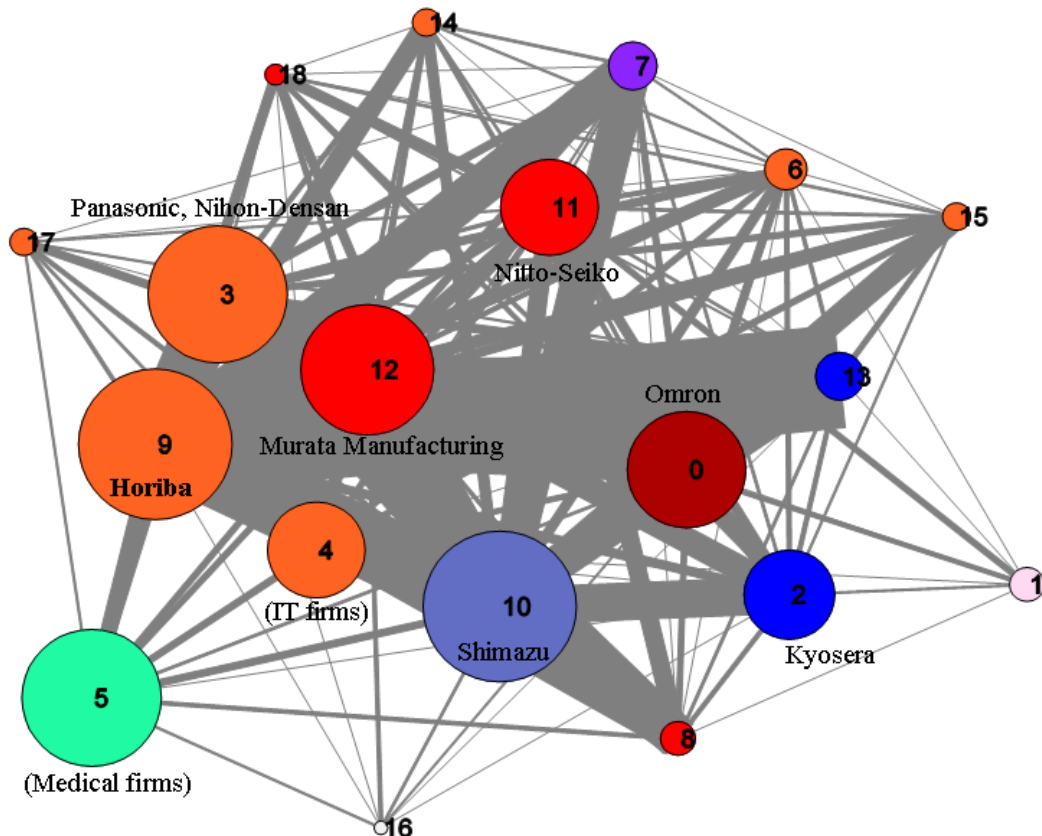 14
7
18
6
11
15
Panasonic, Nihon-Densan
17
Nitto-Seiko
3
12
13
Omron
9
Murata Manufacturing
0
Horiba
4
1
2
(IT firms)
10
Shimazu
Kyosera
5
8
(Medical firms)
16